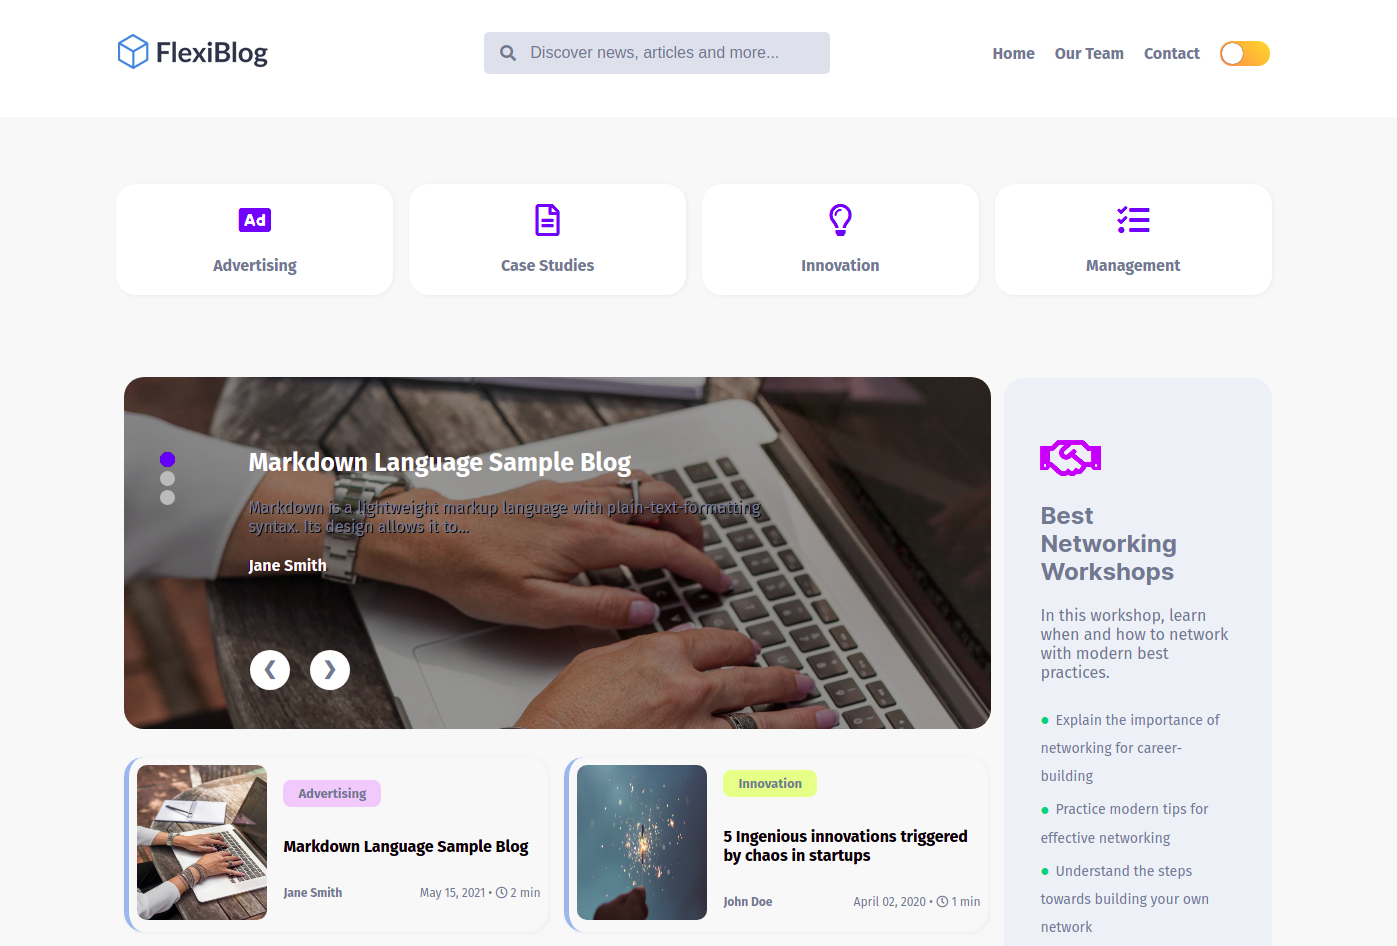 FlexiBlog
Discover news, articles and more...
Home
Our Team
Contact
Ad
Advertising
Case Studies
Innovation
Management
Markdown Language Sample Blog
Markdown is a lightweight markup language with plain-text-formatting
syntax. Its design allows it to...
Jane Smith
❮
❯
Best
Networking
Workshops
In this workshop, learn
when and how to network
with modern best
practices.
● Explain the importance of
networking for career-
building
● Practice modern tips for
effective networking
● Understand the steps
towards building your own
network
Advertising
Markdown Language Sample Blog
Jane Smith
May 15, 2021 • 2 min
Innovation
5 Ingenious innovations triggered
by chaos in startups
John Doe
April 02, 2020 • 1 min